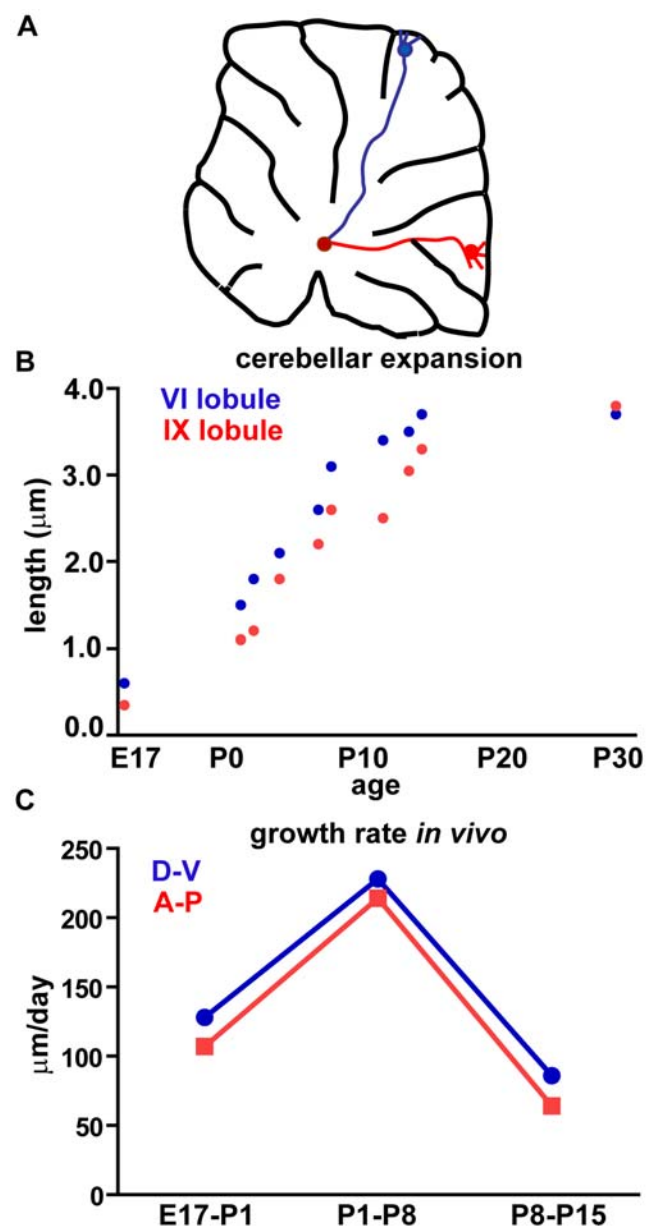 A
B
cerebellar expansion
VI lobule
IX lobule
4.0
3.0
2.0
1.0
0.0
length (μm)
E17 P0 P10 P20 P30
age
C
growth rate in vivo
D-V
A-P
250
200
150
100
50
0
μm/day
E17-P1 P1-P8 P8-P15